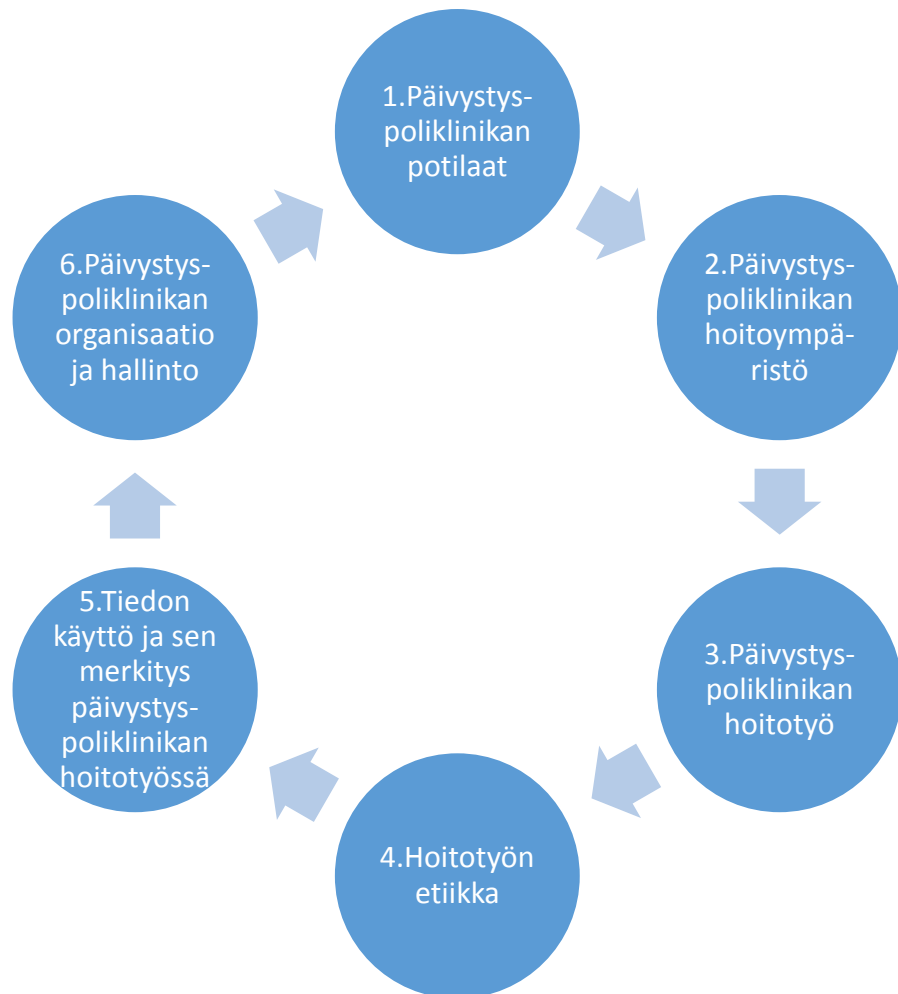 1.Päivystys-
poliklinikan
potilaat
2.Päivystys-
poliklinikan
hoitoympä-
ristö
3.Päivystys-
poliklinikan
hoitotyö
4.Hoitotyön
etiikka
5.Tiedon
käyttö ja sen
merkitys
päivystys-
poliklinikan
hoitotyössä
6.Päivystys-
poliklinikan
organisaatio
ja hallinto